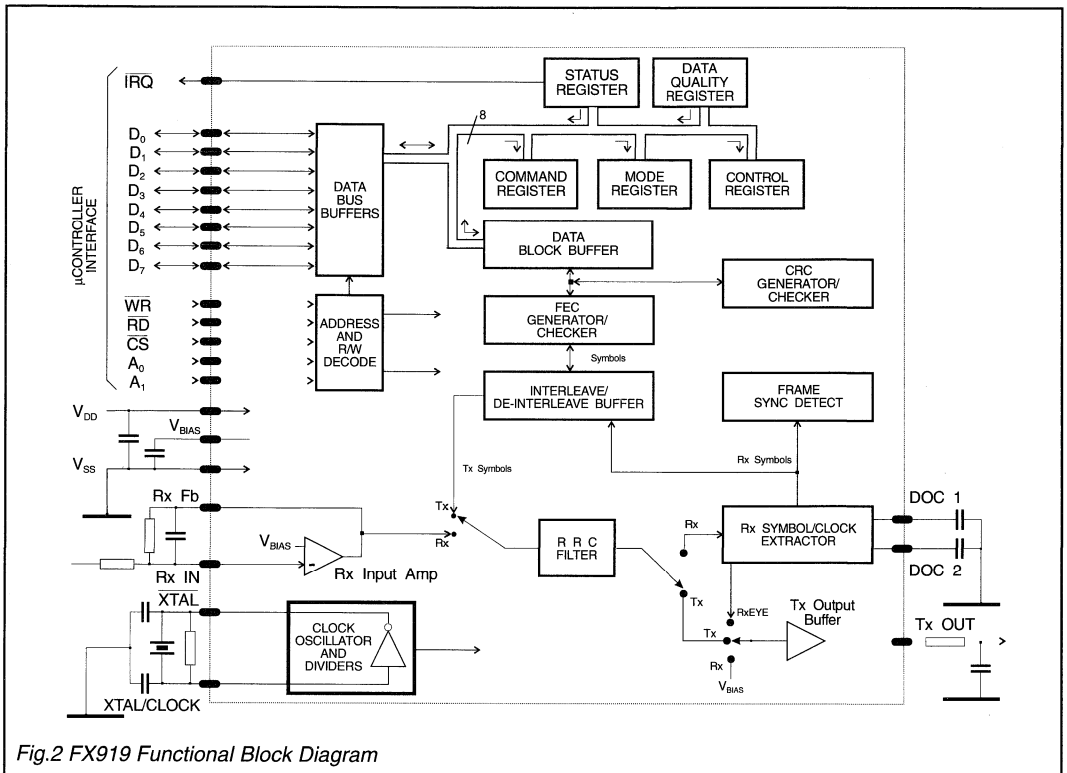 IRQ
STATUS
REGISTER
DATA
QUALITY
REGISTER
8
D0
D1
D2
D3
D4
D5
D6
D7
µCONTROLLER
INTERFACE
DATA
BUS
BUFFERS
COMMAND
REGISTER
MODE
REGISTER
CONTROL
REGISTER
DATA
BLOCK BUFFER
CRC
GENERATOR/
CHECKER
FEC
GENERATOR/
CHECKER
WR
RD
CS
A0
A1
ADDRESS
AND
R/W
DECODE
Symbols
INTERLEAVE/
DE-INTERLEAVE BUFFER
FRAME
SYNC DETECT
VDD
VBIAS
VSS
Tx Symbols
Rx Symbols
Rx Fb
VBIAS
Rx IN
Rx Input Amp
Tx
Rx
R R C
FILTER
Rx
Tx
Rx SYMBOL/CLOCK
EXTRACTOR
DOC 1
DOC 2
RxEYE
Tx
Rx
VBIAS
Tx Output
Buffer
Tx OUT
XTAL
CLOCK
OSCILLATOR
AND
DIVIDERS
XTAL/CLOCK
Fig.2 FX919 Functional Block Diagram